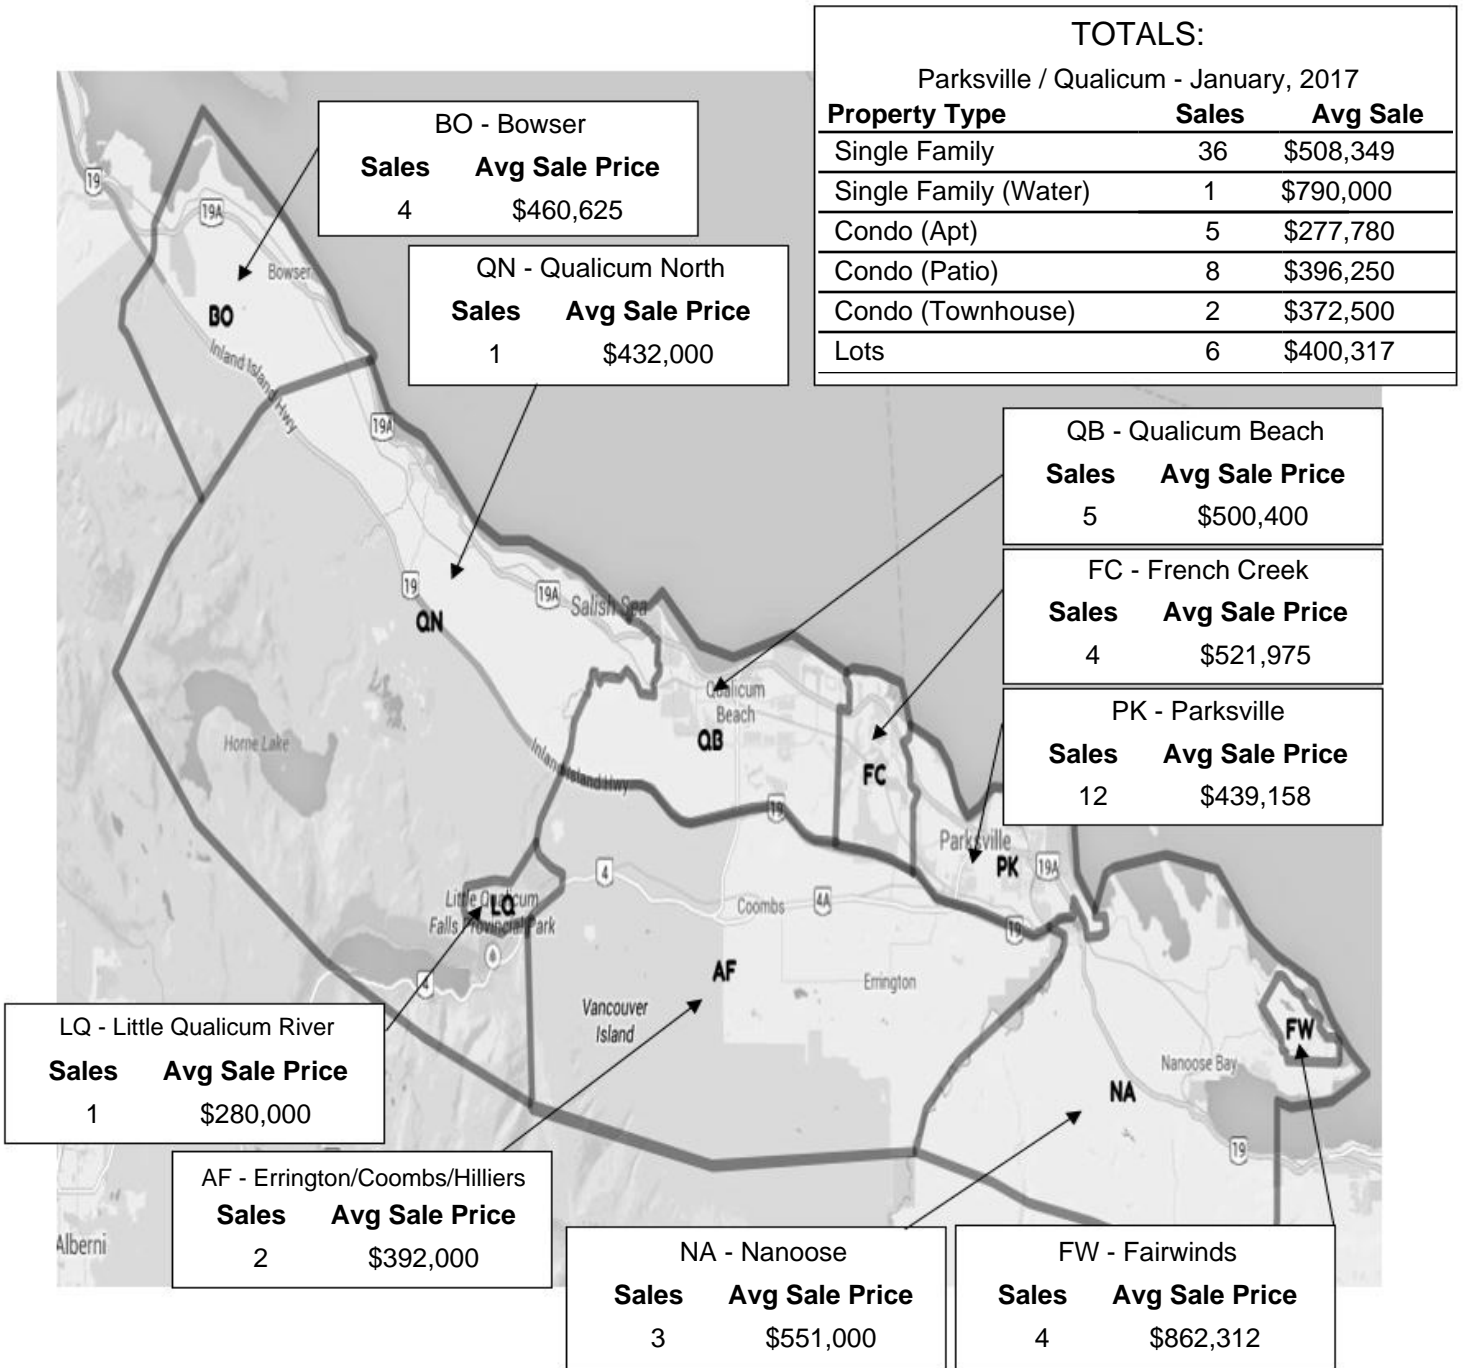 TOTALS:
Parksville / Qualicum - January, 2017
Property Type Sales Avg Sale
Single Family 36 $508,349
Single Family (Water) 1 $790,000
Condo (Apt) 5 $277,780
Condo (Patio) 8 $396,250
Condo (Townhouse) 2 $372,500
Lots 6 $400,317
BO - Bowser
Sales Avg Sale Price
4 $460,625
QN - Qualicum North
Sales Avg Sale Price
1 $432,000
QB - Qualicum Beach
Sales Avg Sale Price
5 $500,400
FC - French Creek
Sales Avg Sale Price
4 $521,975
PK - Parksville
Sales Avg Sale Price
12 $439,158
LQ - Little Qualicum River
Sales Avg Sale Price
1 $280,000
AF - Errington/Coombs/Hilliers
Sales Avg Sale Price
2 $392,000
NA - Nanoose
Sales Avg Sale Price
3 $551,000
FW - Fairwinds
Sales Avg Sale Price
4 $862,312
19
19A
Bowser
BO
Inland Island Hwy
19A
19
19A
Salish Sea
QN
Qualicum
Beach
QB
Horne Lake
Inland Island Hwy
FC
19
Parksville
PK
19A
4
Little Qualicum
Falls Provincial Park
LQ
Coombs
4A
19
4
AF
Errington
Vancouver
Island
FW
Nanoose Bay
NA
19
Alberni